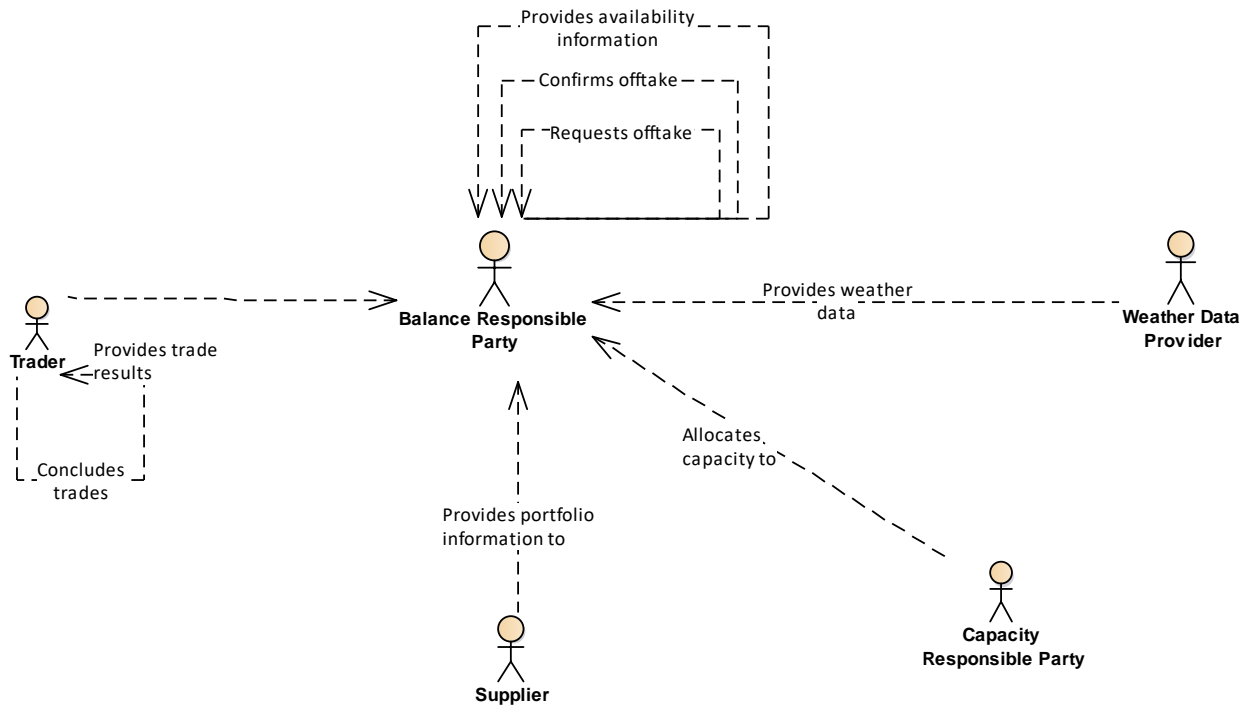 Provides availability
information
Confirms offtake
Requests offtake
Balance Responsible
Party
Provides weather
data
Weather Data
Provider
Trader
Provides trade
results
Concludes
trades
Allocates
capacity to
Provides portfolio
information to
Capacity
Responsible Party
Supplier